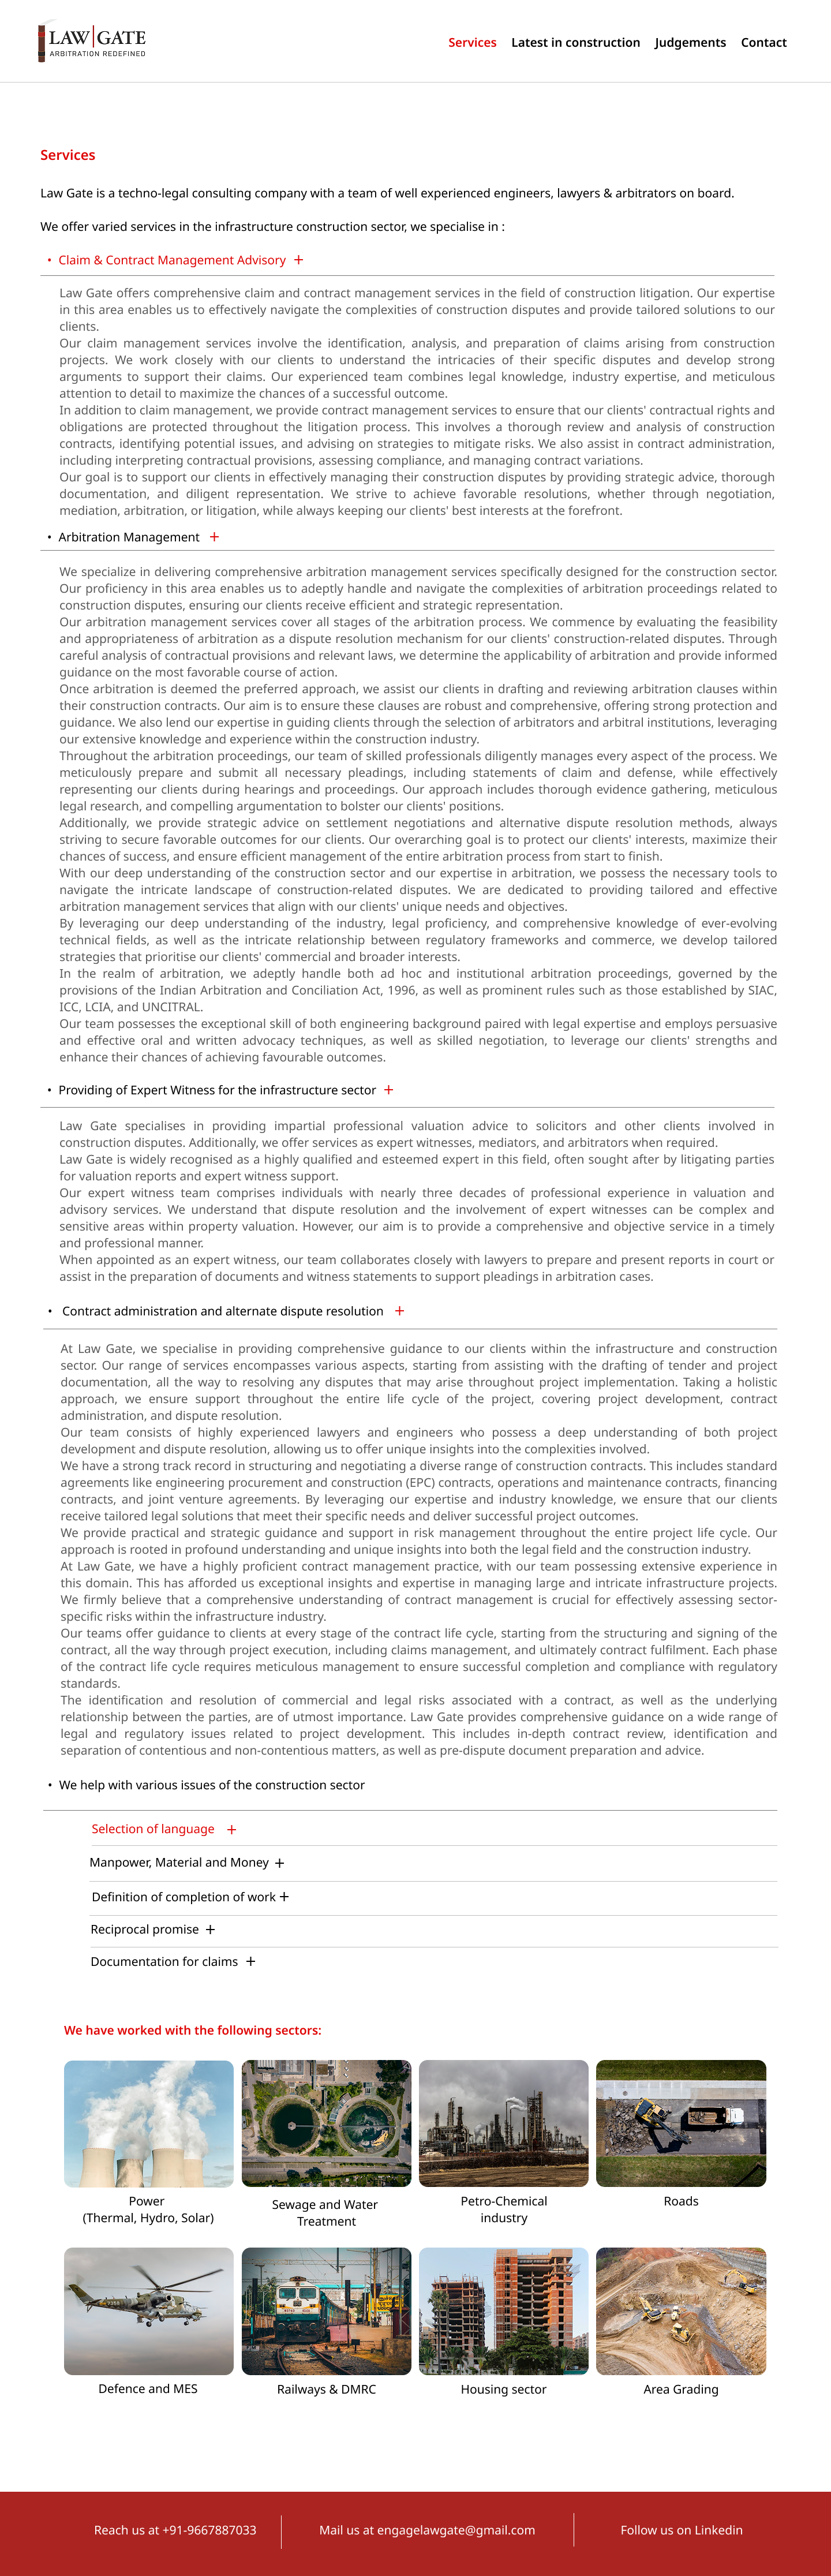 LAW|GATE
ARBITRATION REDEFINED
Services
Latest in construction
Judgements
Contact
Services
Law Gate is a techno-legal consulting company with a team of well experienced engineers, lawyers & arbitrators on board.
We offer varied services in the infrastructure construction sector, we specialise in :
• Claim & Contract Management Advisory +
Law Gate offers comprehensive claim and contract management services in the field of construction litigation. Our expertise
in this area enables us to effectively navigate the complexities of construction disputes and provide tailored solutions to our
clients.
Our claim management services involve the identification, analysis, and preparation of claims arising from construction
projects. We work closely with our clients to understand the intricacies of their specific disputes and develop strong
arguments to support their claims. Our experienced team combines legal knowledge, industry expertise, and meticulous
attention to detail to maximize the chances of a successful outcome.
In addition to claim management, we provide contract management services to ensure that our clients' contractual rights and
obligations are protected throughout the litigation process. This involves a thorough review and analysis of construction
contracts, identifying potential issues, and advising on strategies to mitigate risks. We also assist in contract administration,
including interpreting contractual provisions, assessing compliance, and managing contract variations.
Our goal is to support our clients in effectively managing their construction disputes by providing strategic advice, thorough
documentation, and diligent representation. We strive to achieve favorable resolutions, whether through negotiation,
mediation, arbitration, or litigation, while always keeping our clients' best interests at the forefront.
• Arbitration Management +
We specialize in delivering comprehensive arbitration management services specifically designed for the construction sector.
Our proficiency in this area enables us to adeptly handle and navigate the complexities of arbitration proceedings related to
construction disputes, ensuring our clients receive efficient and strategic representation.
Our arbitration management services cover all stages of the arbitration process. We commence by evaluating the feasibility
and appropriateness of arbitration as a dispute resolution mechanism for our clients' construction-related disputes. Through
careful analysis of contractual provisions and relevant laws, we determine the applicability of arbitration and provide informed
guidance on the most favorable course of action.
Once arbitration is deemed the preferred approach, we assist our clients in drafting and reviewing arbitration clauses within
their construction contracts. Our aim is to ensure these clauses are robust and comprehensive, offering strong protection and
guidance. We also lend our expertise in guiding clients through the selection of arbitrators and arbitral institutions, leveraging
our extensive knowledge and experience within the construction industry.
Throughout the arbitration proceedings, our team of skilled professionals diligently manages every aspect of the process. We
meticulously prepare and submit all necessary pleadings, including statements of claim and defense, while effectively
representing our clients during hearings and proceedings. Our approach includes thorough evidence gathering, meticulous
legal research, and compelling argumentation to bolster our clients' positions.
Additionally, we provide strategic advice on settlement negotiations and alternative dispute resolution methods, always
striving to secure favorable outcomes for our clients. Our overarching goal is to protect our clients' interests, maximize their
chances of success, and ensure efficient management of the entire arbitration process from start to finish.
With our deep understanding of the construction sector and our expertise in arbitration, we possess the necessary tools to
navigate the intricate landscape of construction-related disputes. We are dedicated to providing tailored and effective
arbitration management services that align with our clients' unique needs and objectives.
By leveraging our deep understanding of the industry, legal proficiency, and comprehensive knowledge of ever-evolving
technical fields, as well as the intricate relationship between regulatory frameworks and commerce, we develop tailored
strategies that prioritise our clients' commercial and broader interests.
In the realm of arbitration, we adeptly handle both ad hoc and institutional arbitration proceedings, governed by the
provisions of the Indian Arbitration and Conciliation Act, 1996, as well as prominent rules such as those established by SIAC,
ICC, LCIA, and UNCITRAL.
Our team possesses the exceptional skill of both engineering background paired with legal expertise and employs persuasive
and effective oral and written advocacy techniques, as well as skilled negotiation, to leverage our clients' strengths and
enhance their chances of achieving favourable outcomes.
• Providing of Expert Witness for the infrastructure sector +
Law Gate specialises in providing impartial professional valuation advice to solicitors and other clients involved in
construction disputes. Additionally, we offer services as expert witnesses, mediators, and arbitrators when required.
Law Gate is widely recognised as a highly qualified and esteemed expert in this field, often sought after by litigating parties
for valuation reports and expert witness support.
Our expert witness team comprises individuals with nearly three decades of professional experience in valuation and
advisory services. We understand that dispute resolution and the involvement of expert witnesses can be complex and
sensitive areas within property valuation. However, our aim is to provide a comprehensive and objective service in a timely
and professional manner.
When appointed as an expert witness, our team collaborates closely with lawyers to prepare and present reports in court or
assist in the preparation of documents and witness statements to support pleadings in arbitration cases.
• Contract administration and alternate dispute resolution +
At Law Gate, we specialise in providing comprehensive guidance to our clients within the infrastructure and construction
sector. Our range of services encompasses various aspects, starting from assisting with the drafting of tender and project
documentation, all the way to resolving any disputes that may arise throughout project implementation. Taking a holistic
approach, we ensure support throughout the entire life cycle of the project, covering project development, contract
administration, and dispute resolution.
Our team consists of highly experienced lawyers and engineers who possess a deep understanding of both project
development and dispute resolution, allowing us to offer unique insights into the complexities involved.
We have a strong track record in structuring and negotiating a diverse range of construction contracts. This includes standard
agreements like engineering procurement and construction (EPC) contracts, operations and maintenance contracts, financing
contracts, and joint venture agreements. By leveraging our expertise and industry knowledge, we ensure that our clients
receive tailored legal solutions that meet their specific needs and deliver successful project outcomes.
We provide practical and strategic guidance and support in risk management throughout the entire project life cycle. Our
approach is rooted in profound understanding and unique insights into both the legal field and the construction industry.
At Law Gate, we have a highly proficient contract management practice, with our team possessing extensive experience in
this domain. This has afforded us exceptional insights and expertise in managing large and intricate infrastructure projects.
We firmly believe that a comprehensive understanding of contract management is crucial for effectively assessing sector-
specific risks within the infrastructure industry.
Our teams offer guidance to clients at every stage of the contract life cycle, starting from the structuring and signing of the
contract, all the way through project execution, including claims management, and ultimately contract fulfilment. Each phase
of the contract life cycle requires meticulous management to ensure successful completion and compliance with regulatory
standards.
The identification and resolution of commercial and legal risks associated with a contract, as well as the underlying
relationship between the parties, are of utmost importance. Law Gate provides comprehensive guidance on a wide range of
legal and regulatory issues related to project development. This includes in-depth contract review, identification and
separation of contentious and non-contentious matters, as well as pre-dispute document preparation and advice.
• We help with various issues of the construction sector
Selection of language +
Manpower, Material and Money +
Definition of completion of work +
Reciprocal promise +
Documentation for claims +
We have worked with the following sectors:
Power
(Thermal, Hydro, Solar)
Sewage and Water
Treatment
Petro-Chemical
industry
Roads
Defence and MES
Railways & DMRC
Housing sector
Area Grading
Reach us at +91-9667887033
Mail us at engagelawgate@gmail.com
Follow us on Linkedin